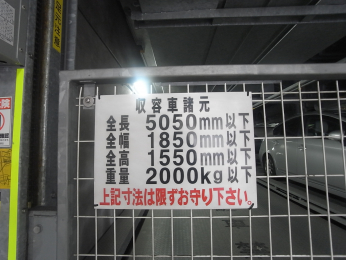 収容車諸元
全長 5050mm以下
全幅 1850mm以下
全高 1550mm以下
重量 2000kg以下
上記寸法は限ずお守り下さい。